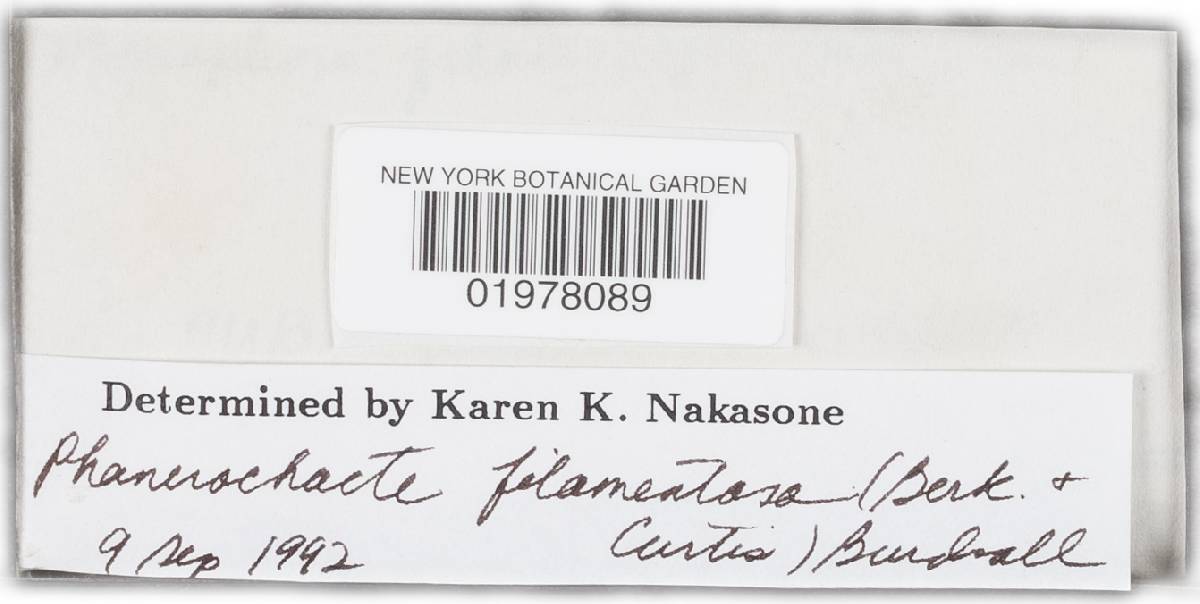 NEW YORK BOTANICAL GARDEN
01978089
Determined by Karen K. Nakasone
Phanerochaete filamentosa (Berk. +
Curtis) Burdsall
9 Sep 1992